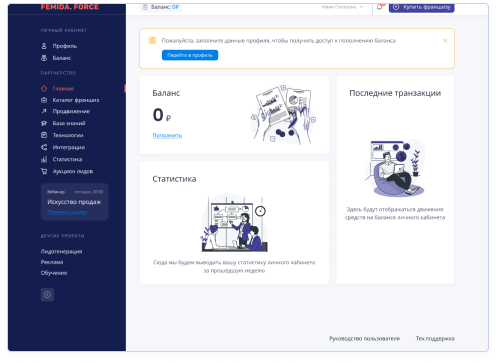 FEMIDA. FORCE
Баланс: 0₽
Иван Селезень
Купить франшизу
ЛИЧНЫЙ КАБИНЕТ
Профиль
Баланс
ПАРТНЕРСТВО
Главная
Каталог франшиз
Продвижение
База знаний
Технологии
Интеграции
Статистика
Аукцион лидов
Вебинар сегодня, 20:00
Искусство продаж
Получить ссылку
ДРУГИЕ ПРОЕКТЫ
Лидогенерация
Реклама
Обучение
Пожалуйста, заполните данные профиля, чтобы получить доступ к пополнению баланса
Перейти в профиль
Баланс
0 ₽
Пополнить
Последние транзакции
Здесь будут отображаться движения
средств на балансе личного кабинета
Статистика
Сюда мы будем выводить вашу статистику личного кабинета
за прошедшую неделю
Руководство пользователя
Тех.поддержка